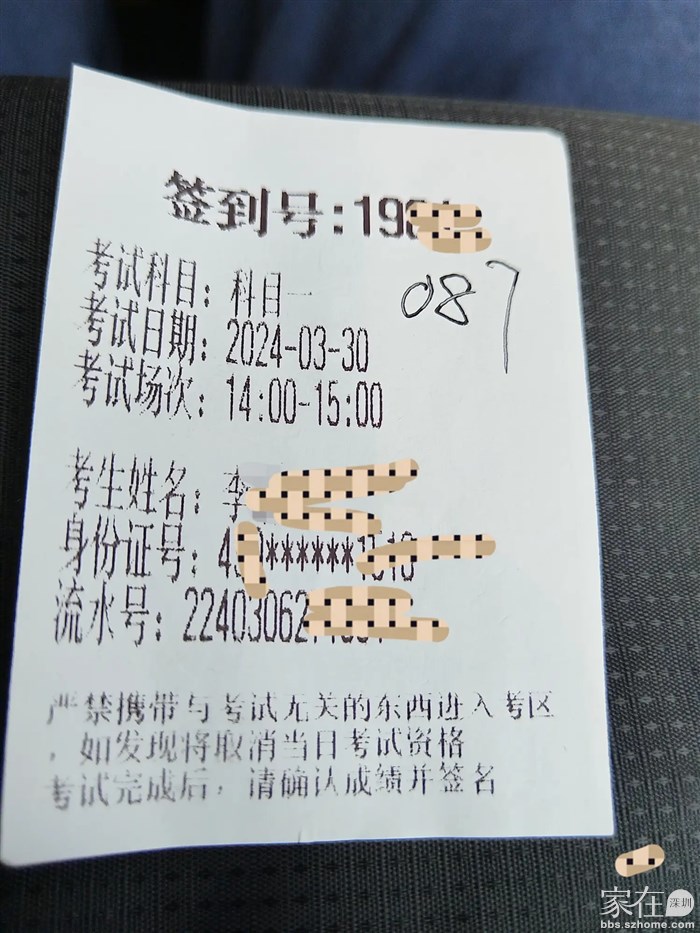 签到号:19
087
考试科目: 科目一
考试日期: 2024-03-30
考试场次: 14:00-15:00
考生姓名: 李
身份证号: 4******1
流水号: 22403062
严禁携带与考试无关的东西进入考区
,如发现将取消当日考试资格
考试完成后,请确认成绩并签名
家在深圳
bbs.szhome.com